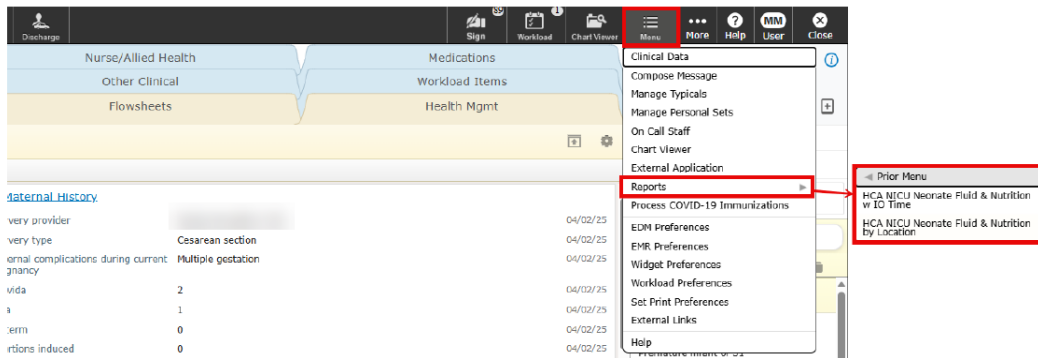 Discharge
89
Sign
1
Workload
Chart Viewer
Menu
More
? Help
MM User
Close
Nurse/Allied Health
Medications
Other Clinical
Workload Items
Flowsheets
Health Mgmt
Clinical Data
Compose Message
Manage Typicals
Manage Personal Sets
On Call Staff
Chart Viewer
External Application
Reports
Process COVID-19 Immunizations
EDM Preferences
EMR Preferences
Widget Preferences
Workload Preferences
Set Print Preferences
External Links
Help
Prior Menu
HCA NICU Neonate Fluid & Nutrition
w IO Time
HCA NICU Neonate Fluid & Nutrition
by Location
Maternal History
very provider 04/02/25
very type Cesarean section 04/02/25
ernal complications during current Multiple gestation 04/02/25
gnancy
vida 2 04/02/25
a 1 04/02/25
term 0 04/02/25
rtions induced 0 04/02/25